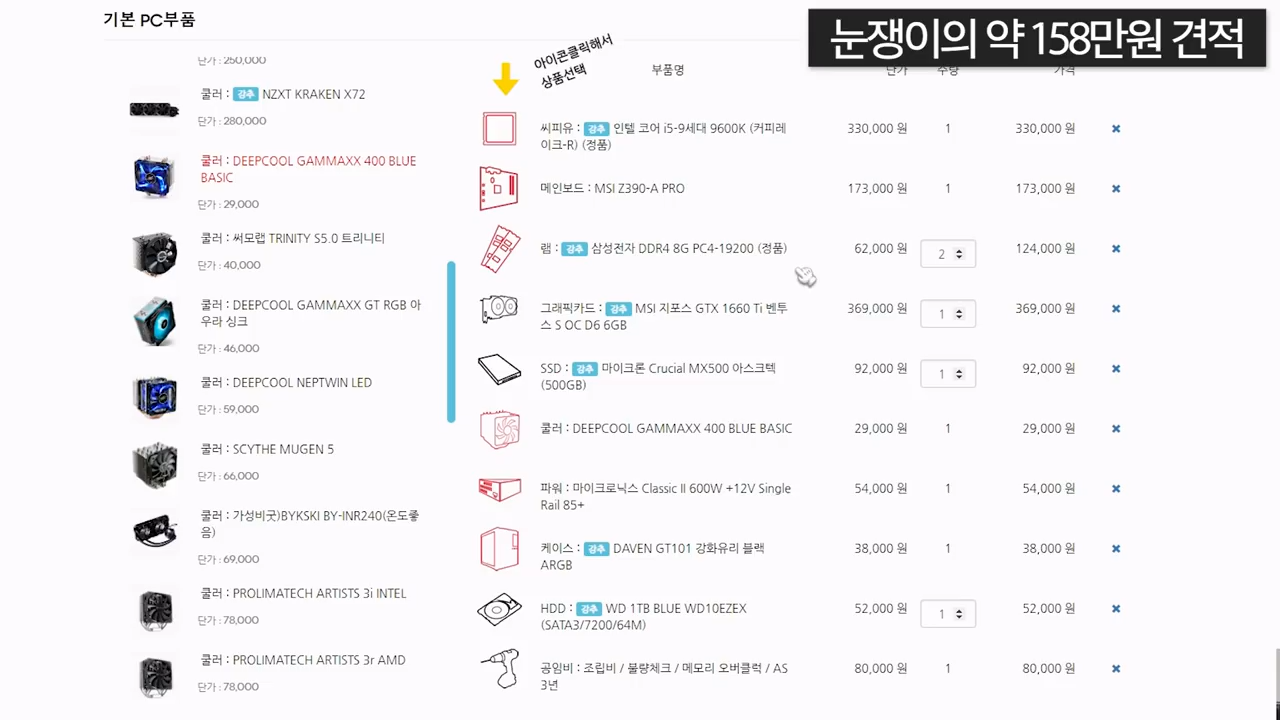 기본 PC부품
눈쟁이의 약 158만원 견적
단가 : 250,000
쿨러 : 강추 NZXT KRAKEN X72
단가 : 280,000
쿨러 : DEEPCOOL GAMMAXX 400 BLUE
BASIC
단가 : 29,000
쿨러 : 써모랩 TRINITY S5.0 트리니티
단가 : 40,000
쿨러 : DEEPCOOL GAMMAXX GT RGB 아
우라 싱크
단가 : 46,000
쿨러 : DEEPCOOL NEPTWIN LED
단가 : 59,000
쿨러 : SCYTHE MUGEN 5
단가 : 66,000
쿨러 : 가성비굿)BYKSKI BY-INR240(온도좋
음)
단가 : 69,000
쿨러 : PROLIMATECH ARTISTS 3i INTEL
단가 : 78,000
쿨러 : PROLIMATECH ARTISTS 3r AMD
단가 : 78,000
아이콘클릭해서
상품선택
부품명 단가 수량 가격
씨피유 : 강추 인텔 코어 i5-9세대 9600K (커피레 330,000 원 1 330,000 원
이크-R) (정품)
메인보드 : MSI Z390-A PRO 173,000 원 1 173,000 원
램 : 강추 삼성전자 DDR4 8G PC4-19200 (정품) 62,000 원 2 124,000 원
그래픽카드 : 강추 MSI 지포스 GTX 1660 Ti 벤투 369,000 원 1 369,000 원
스 S OC D6 6GB
SSD : 강추 마이크론 Crucial MX500 아스크텍 92,000 원 1 92,000 원
(500GB)
쿨러 : DEEPCOOL GAMMAXX 400 BLUE BASIC 29,000 원 1 29,000 원
파워 : 마이크로닉스 Classic II 600W +12V Single 54,000 원 1 54,000 원
Rail 85+
케이스 : 강추 DAVEN GT101 강화유리 블랙 38,000 원 1 38,000 원
ARGB
HDD : 강추 WD 1TB BLUE WD10EZEX 52,000 원 1 52,000 원
(SATA3/7200/64M)
공임비 : 조립비 / 불량체크 / 메모리 오버클럭 / AS 80,000 원 1 80,000 원
3년